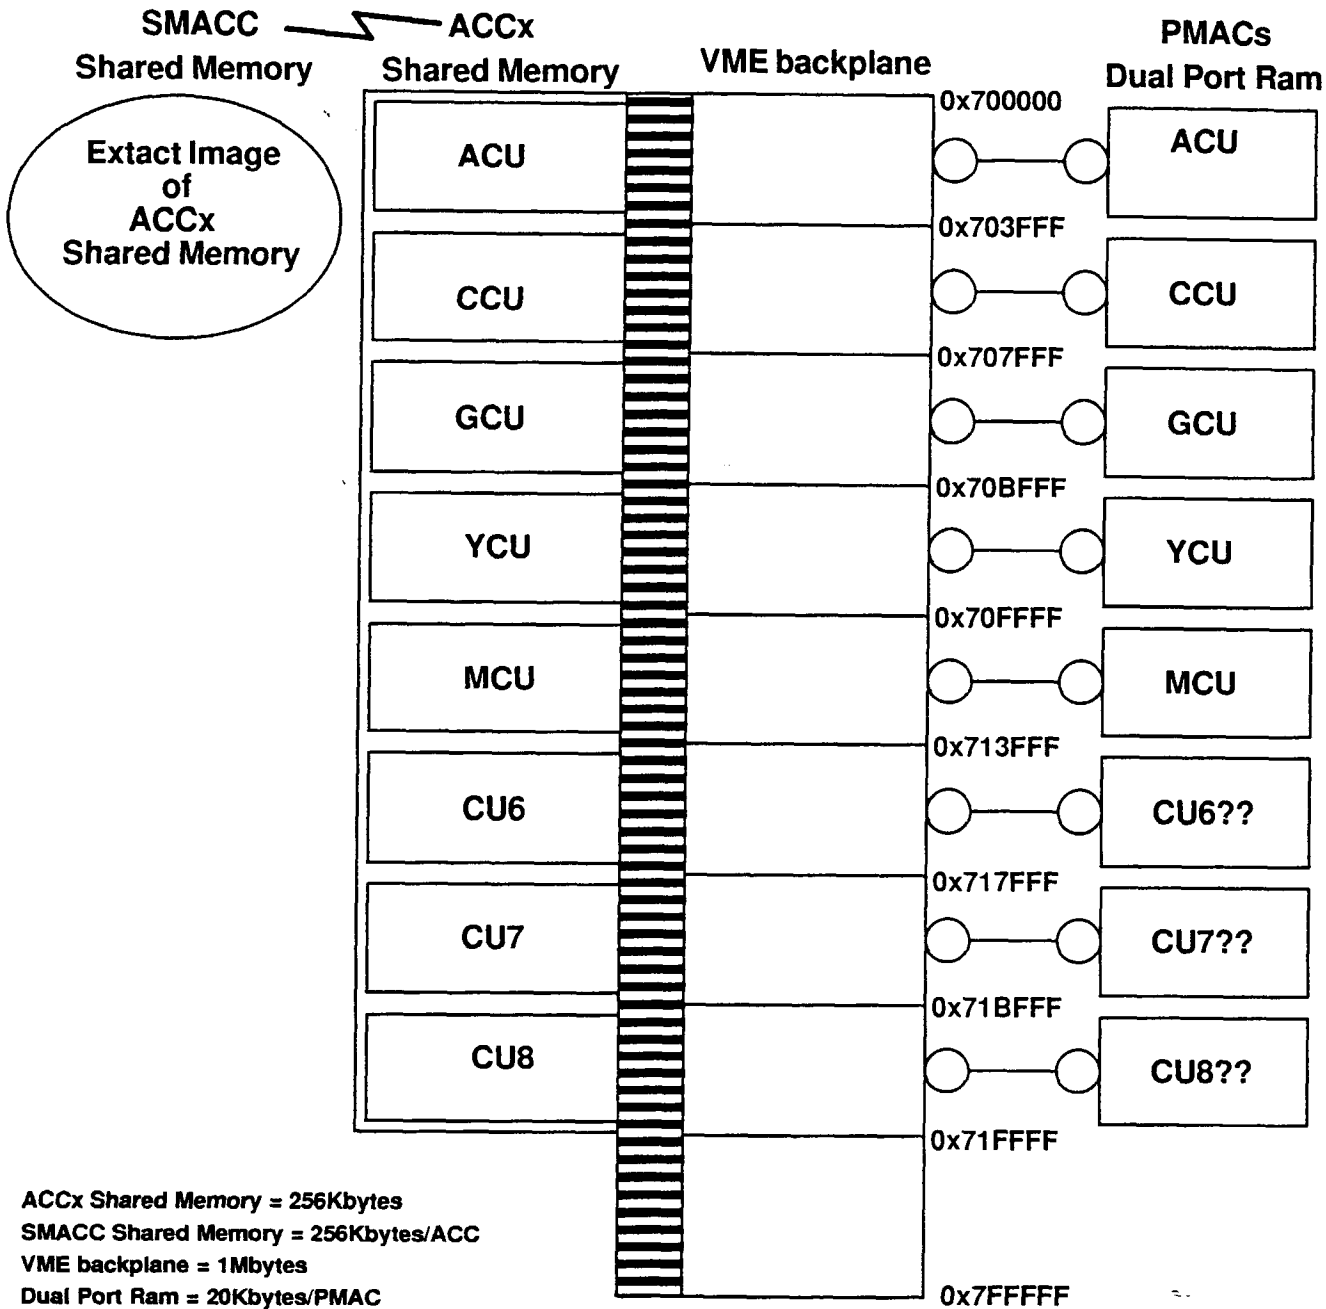 SMACC
Shared Memory
ACCx
Shared Memory
VME backplane
PMACs
Dual Port Ram
Extact Image
of
ACCx
Shared Memory
ACU
CCU
GCU
YCU
MCU
CU6
CU7
CU8
0x700000
0x703FFF
0x707FFF
0x70BFFF
0x70FFFF
0x713FFF
0x717FFF
0x71BFFF
0x71FFFF
0x7FFFFF
ACU
CCU
GCU
YCU
MCU
CU6??
CU7??
CU8??
ACCx Shared Memory = 256Kbytes
SMACC Shared Memory = 256Kbytes/ACC
VME backplane = 1Mbytes
Dual Port Ram = 20Kbytes/PMAC